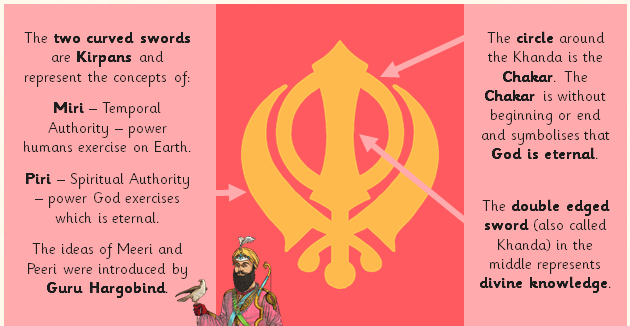 The two curved swords
are Kirpans and
represent the concepts of:
Miri – Temporal
Authority – power
humans exercise on Earth.
Piri – Spiritual Authority
– power God exercises
which is eternal.
The ideas of Meeri and
Peeri were introduced by
Guru Hargobind.
The circle around
the Khanda is the
Chakar. The
Chakar is without
beginning or end
and symbolises that
God is eternal.
The double edged
sword (also called
Khanda) in the
middle represents
divine knowledge.